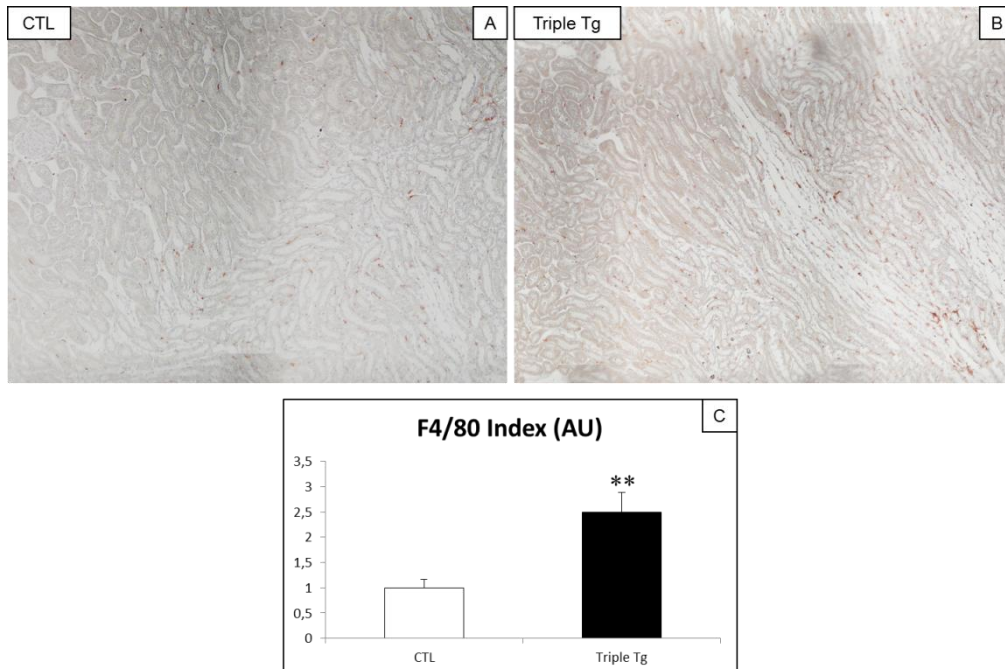 CTL
A
Triple Tg
B
C
F4/80 Index (AU)
3,5
3
2,5
2
1,5
1
0,5
0
**
CTL
Triple Tg